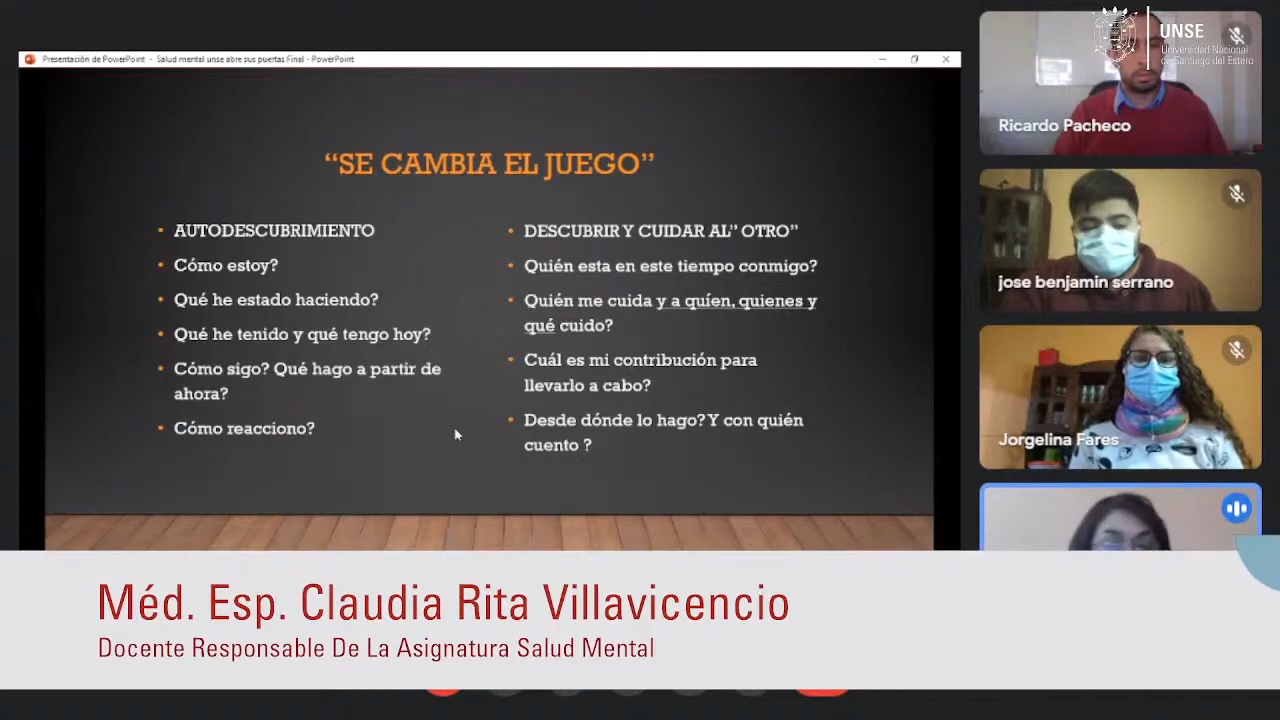 Presentación de PowerPoint - Salud mental unse abre sus puertas Final - PowerPoint
“SE CAMBIA EL JUEGO”
AUTODESCUBRIMIENTO
Cómo estoy?
Qué he estado haciendo?
Qué he tenido y qué tengo hoy?
Cómo sigo? Qué hago a partir de
ahora?
Cómo reacciono?
DESCUBRIR Y CUIDAR AL” OTRO”
Quién esta en este tiempo conmigo?
Quién me cuida y a quíen, quienes y
qué cuido?
Cuál es mi contribución para
llevarlo a cabo?
Desde dónde lo hago? Y con quién
cuento ?
UNSE
Universidad Nacional
de Santiago del Estero
Ricardo Pacheco
jose benjamin serrano
Jorgelina Fares
Méd. Esp. Claudia Rita Villavicencio
Docente Responsable De La Asignatura Salud Mental